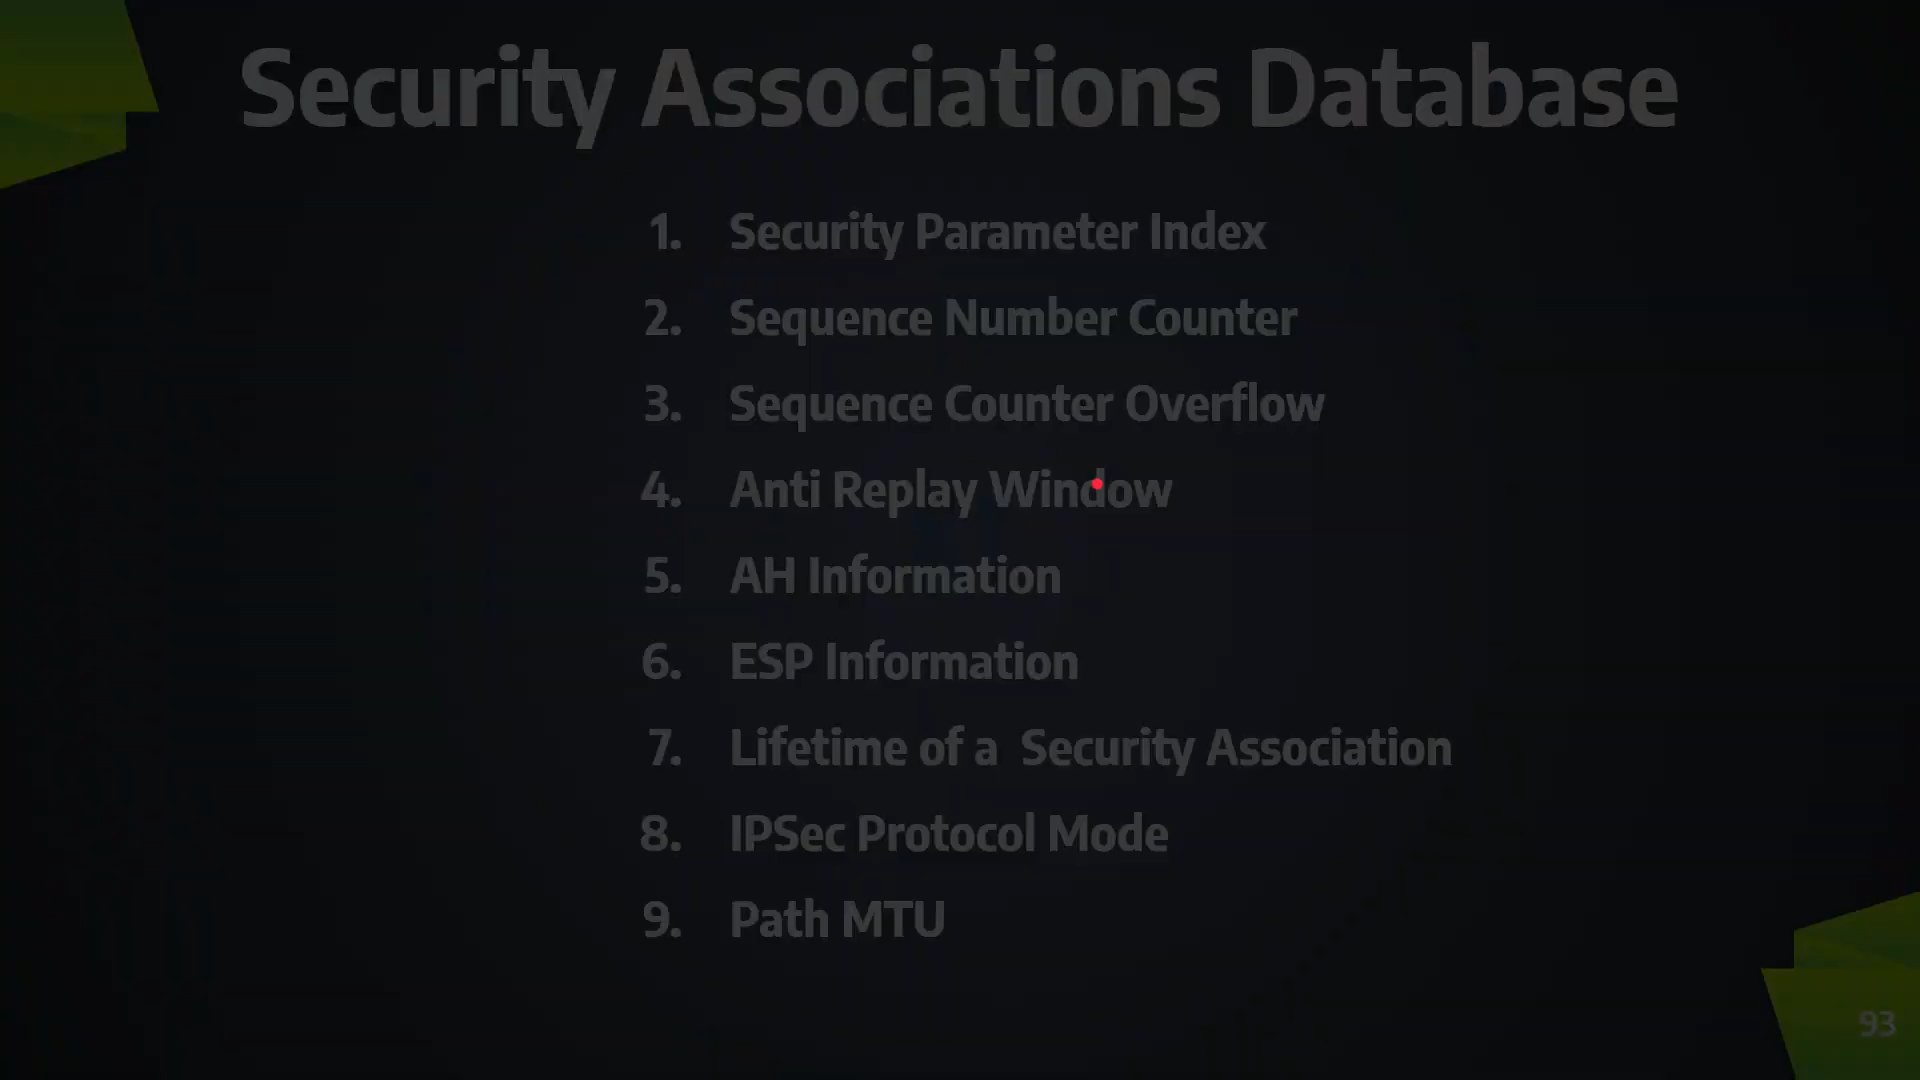 Security Associations Database
1. Security Parameter Index
2. Sequence Number Counter
3. Sequence Counter Overflow
4. Anti Replay Window
5. AH Information
6. ESP Information
7. Lifetime of a  Security Association
8. IPSec Protocol Mode
9. Path MTU
93